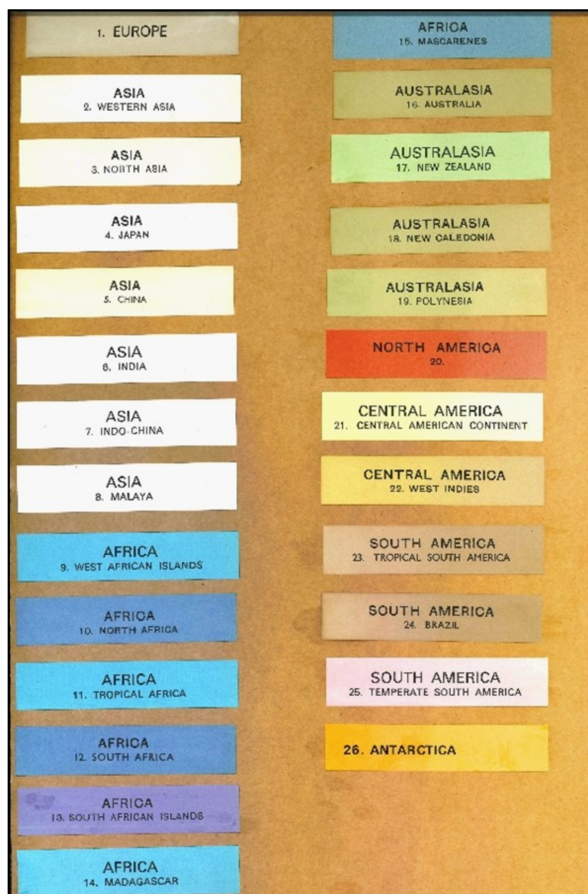 1. EUROPE
ASIA
2. WESTERN ASIA
ASIA
3. NORTH ASIA
ASIA
4. JAPAN
ASIA
5. CHINA
ASIA
6. INDIA
ASIA
7. INDO-CHINA
ASIA
8. MALAYA
AFRICA
9. WEST AFRICAN ISLANDS
AFRICA
10. NORTH AFRICA
AFRICA
11. TROPICAL AFRICA
AFRICA
12. SOUTH AFRICA
AFRICA
13. SOUTH AFRICAN ISLANDS
AFRICA
14. MADAGASCAR
AFRICA
15. MASCARENES
AUSTRALASIA
16. AUSTRALIA
AUSTRALASIA
17. NEW ZEALAND
AUSTRALASIA
18. NEW CALEDONIA
AUSTRALASIA
19. POLYNESIA
NORTH AMERICA
20.
CENTRAL AMERICA
21. CENTRAL AMERICAN CONTINENT
CENTRAL AMERICA
22. WEST INDIES
SOUTH AMERICA
23. TROPICAL SOUTH AMERICA
SOUTH AMERICA
24. BRAZIL
SOUTH AMERICA
25. TEMPERATE SOUTH AMERICA
26. ANTARCTICA